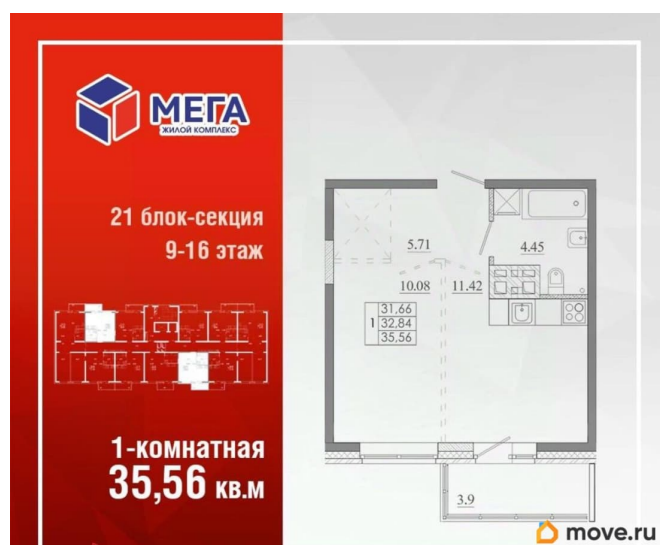 МЕГА
ЖИЛОЙ КОМПЛЕКС
21 блок-секция
9-16 этаж
1-комнатная
35,56 кв.м
5.71
4.45
10.08
11.42
1
31.66
32.84
35.56
3.9
move.ru